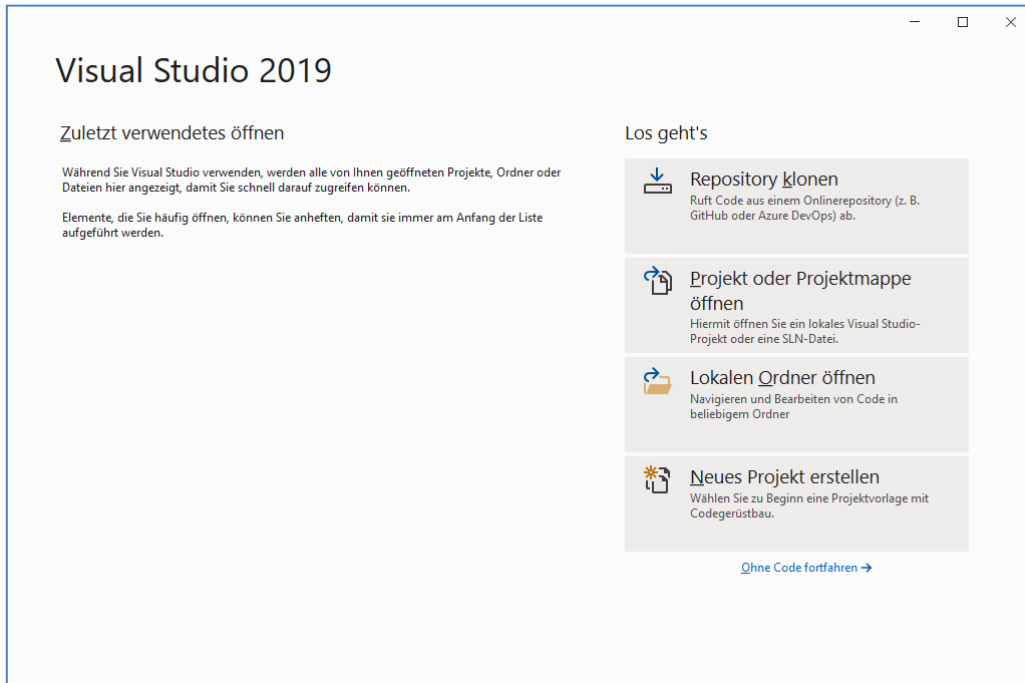 Visual Studio 2019
Zuletzt verwendetes öffnen
Während Sie Visual Studio verwenden, werden alle von Ihnen geöffneten Projekte, Ordner oder
Dateien hier angezeigt, damit Sie schnell darauf zugreifen können.
Elemente, die Sie häufig öffnen, können Sie anheften, damit sie immer am Anfang der Liste
aufgeführt werden.
Los geht's
Repository klonen
Ruft Code aus einem Onlinerepository (z. B.
GitHub oder Azure DevOps) ab.
Projekt oder Projektmappe
öffnen
Hiermit öffnen Sie ein lokales Visual Studio-
Projekt oder eine SLN-Datei.
Lokalen Ordner öffnen
Navigieren und Bearbeiten von Code in
beliebigem Ordner
Neues Projekt erstellen
Wählen Sie zu Beginn eine Projektvorlage mit
Codegerüstbau.
Ohne Code fortfahren →